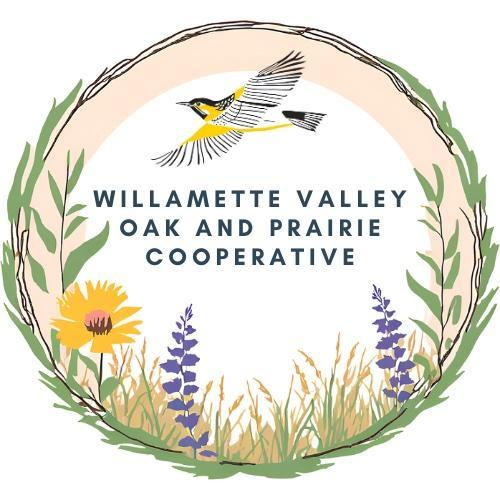 WILLAMETTE VALLEY
OAK AND PRAIRIE
COOPERATIVE